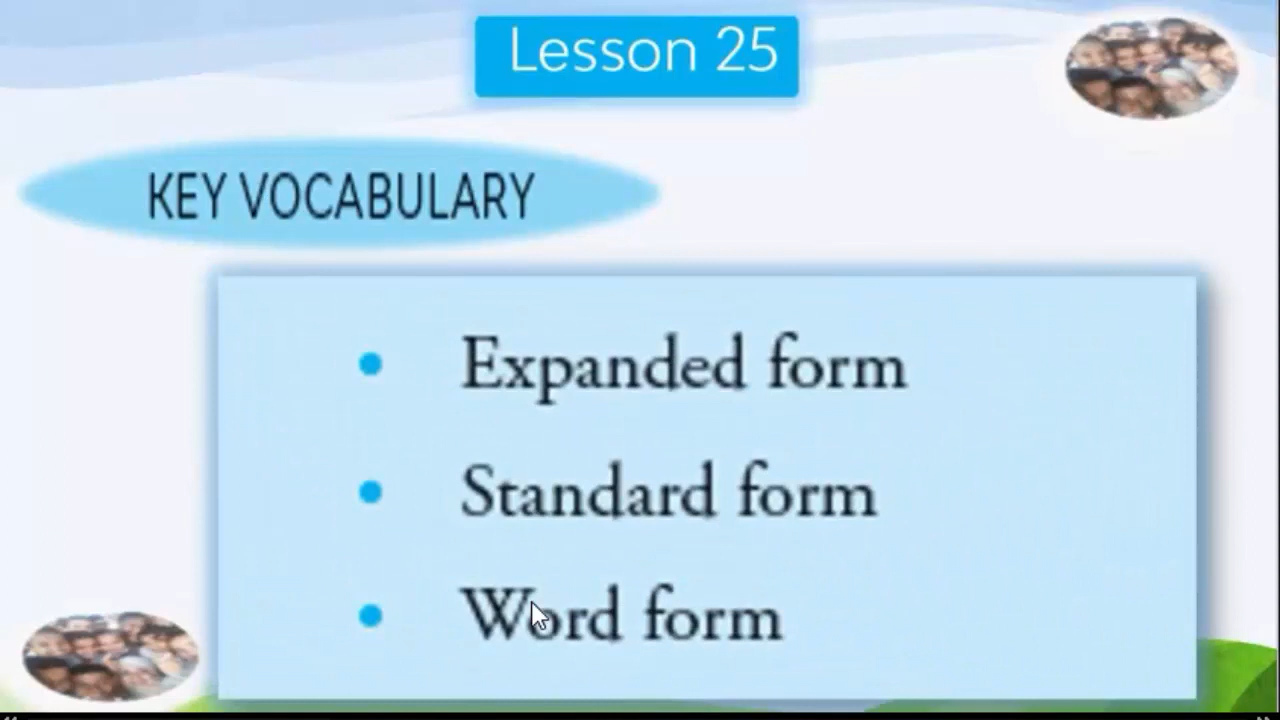 Lesson 25
KEY VOCABULARY
• Expanded form
• Standard form
• Word form